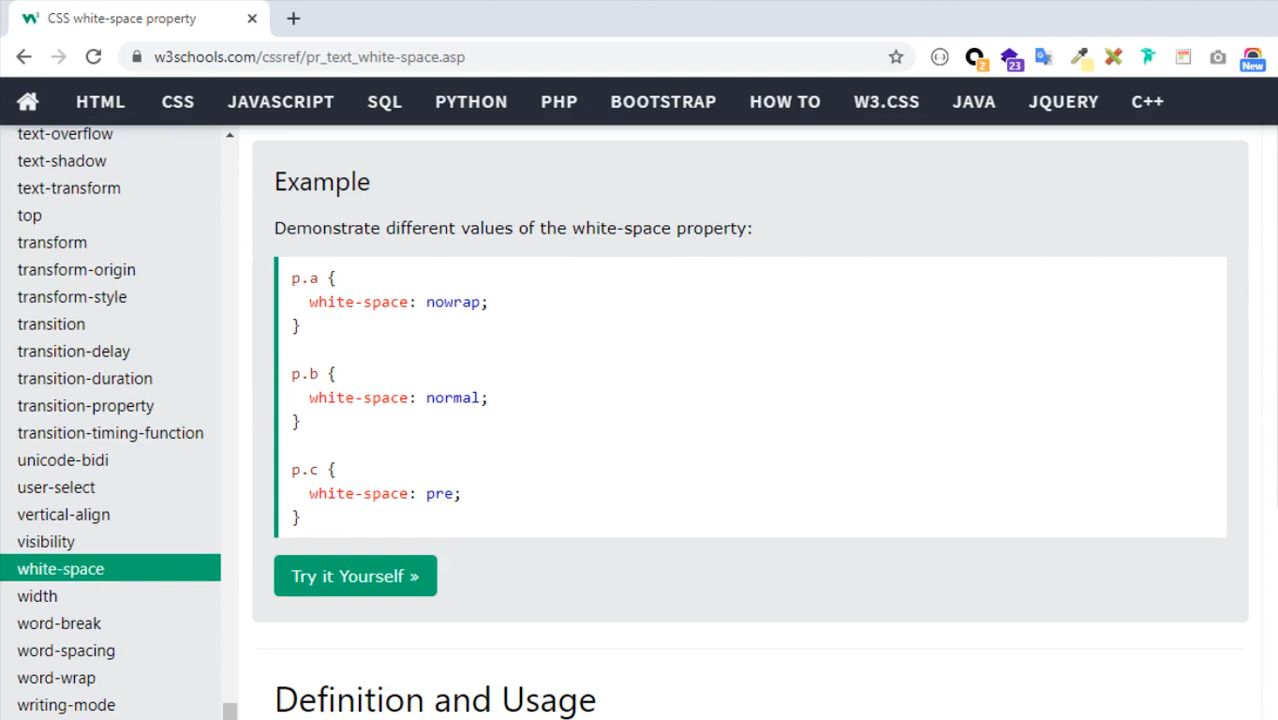 CSS white-space property
w3schools.com/cssref/pr_text_white-space.asp
2
23
New
HTML CSS JAVASCRIPT SQL PYTHON PHP BOOTSTRAP HOW TO W3.CSS JAVA JQUERY C++
text-overflow
text-shadow
text-transform
top
transform
transform-origin
transform-style
transition
transition-delay
transition-duration
transition-property
transition-timing-function
unicode-bidi
user-select
vertical-align
visibility
white-space
width
word-break
word-spacing
word-wrap
writing-mode
Example
Demonstrate different values of the white-space property:
p.a {
  white-space: nowrap;
}
p.b {
  white-space: normal;
}
p.c {
  white-space: pre;
}
Try it Yourself »
Definition and Usage